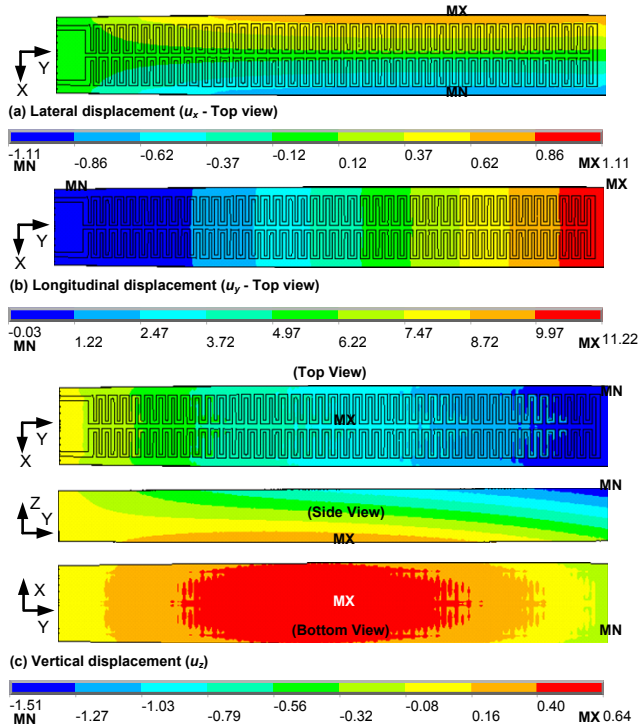 MX
Y
X
MN
(a) Lateral displacement (ux - Top view)
-1.11 -0.86 -0.62 -0.37 -0.12 0.12 0.37 0.62 0.86 1.11
MN MX
MN MX
Y
X
(b) Longitudinal displacement (uy - Top view)
-0.03 1.22 2.47 3.72 4.97 6.22 7.47 8.72 9.97 11.22
MN MX
(Top View)
MN
MX
Y
X
MN
Z
Y
(Side View)
MX
X
Y
MX
(Bottom View)
MN
(c) Vertical displacement (uz)
-1.51 -1.27 -1.03 -0.79 -0.56 -0.32 -0.08 0.16 0.40 0.64
MN MX